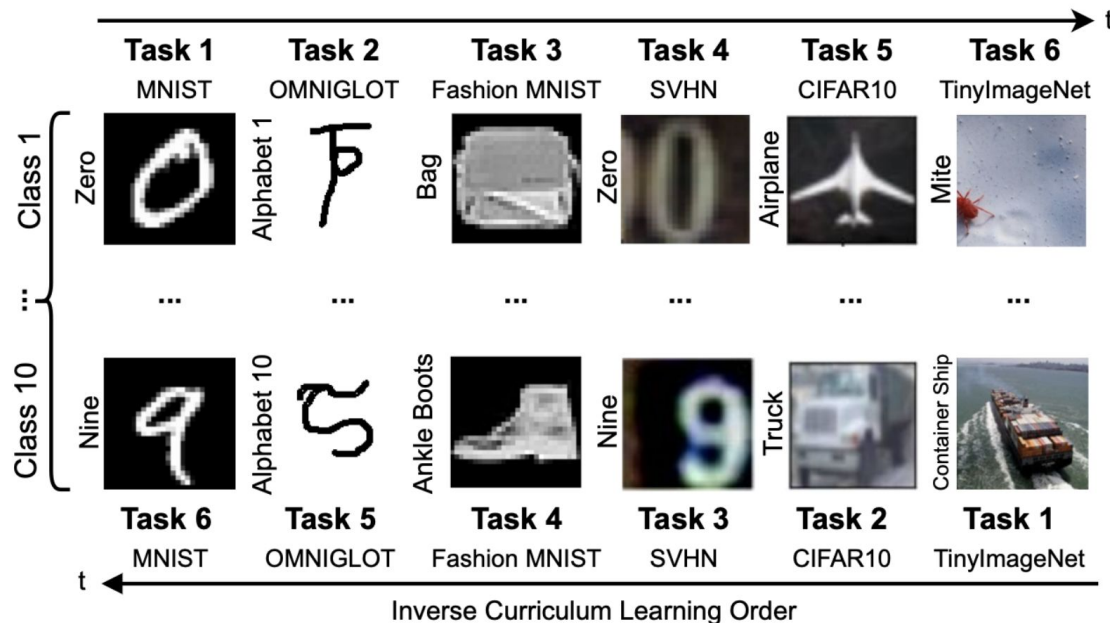 t
Task 1 Task 2 Task 3 Task 4 Task 5 Task 6
MNIST OMNIGLOT Fashion MNIST SVHN CIFAR10 TinyImageNet
Class 1
Zero
Alphabet 1
Bag
Zero
Airplane
Mite
...
... ... ... ... ... ...
Class 10
Nine
Alphabet 10
Ankle Boots
Nine
Truck
Container Ship
Task 6 Task 5 Task 4 Task 3 Task 2 Task 1
MNIST OMNIGLOT Fashion MNIST SVHN CIFAR10 TinyImageNet
t
Inverse Curriculum Learning Order